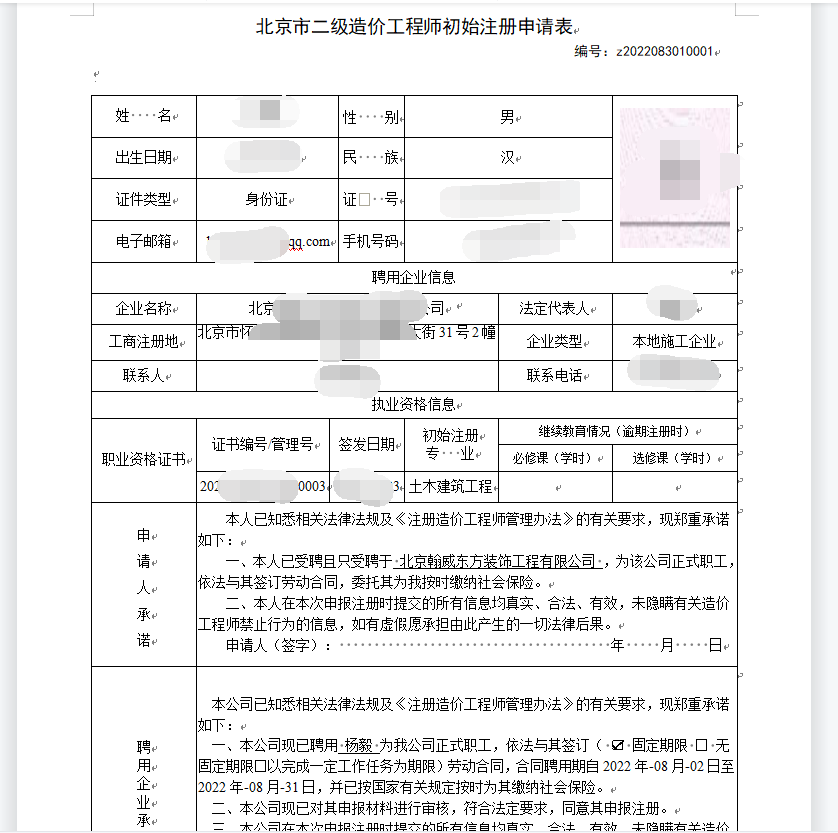 北京市二级造价工程师初始注册申请表
编号：z2022083010001
姓 名 性 别 男
出生日期 民 族 汉
证件类型 身份证 证□ 号
电子邮箱 qq.com 手机号码
聘用企业信息
企业名称 北京 公司 法定代表人
工商注册地 北京市怀 大街31号2幢 企业类型 本地施工企业
联系人 联系电话
执业资格信息
职业资格证书 证书编号/管理号 签发日期 初始注册专 业 继续教育情况（逾期注册时）
必修课（学时） 选修课（学时）
202 0003 3 土木建筑工程
申请人承诺
本人已知悉相关法律法规及《注册造价工程师管理办法》的有关要求，现郑重承诺
如下：
一、本人已受聘且只受聘于 北京翰威东方装饰工程有限公司 ，为该公司正式职工，
依法与其签订劳动合同，委托其为我按时缴纳社会保险。
二、本人在本次申报注册时提交的所有信息均真实、合法、有效，未隐瞒有关造价
工程师禁止行为的信息，如有虚假愿承担由此产生的一切法律后果。
申请人（签字）： 年 月 日
聘用企业承
本公司已知悉相关法律法规及《注册造价工程师管理办法》的有关要求，现郑重承诺
如下：
一、本公司现已聘用 杨毅 为我公司正式职工，依法与其签订（ ☑ 固定期限 □ 无
固定期限□以完成一定工作任务为期限）劳动合同，合同聘用期自 2022 年-08 月-02 日至
2022 年-08 月-31 日，并已按国家有关规定按时为其缴纳社会保险。
二、本公司现已对其申报材料进行审核，符合法定要求，同意其申报注册。
三、本公司在本次申报注册时提交的所有信息均真实、合法、有效，未隐瞒有关造价